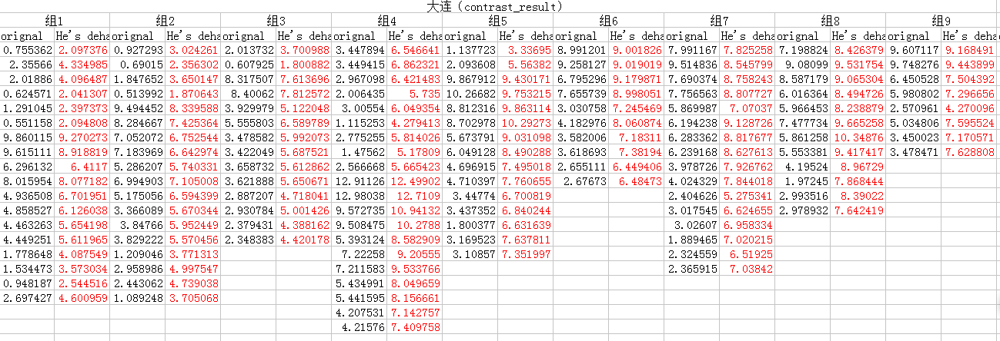 大连（contrast_result）
组1 组2 组3 组4 组5 组6 组7 组8 组9
orignal He's deha orignal He's deha orignal He's deha orignal He's deha orignal He's deha orignal He's deha orignal He's deha orignal He's deha orignal He's deha
0.755362 2.097376 0.927293 3.024261 2.013732 3.700988 3.447894 6.546641 1.137723 3.33695 8.991201 9.001826 7.991167 7.825258 7.198824 8.426379 9.607117 9.168491
2.35566 4.334985 0.69015 2.356302 0.607925 1.800882 3.449415 6.862321 2.093608 5.56382 9.258127 9.019019 9.514836 8.545799 9.08099 9.531754 9.748276 9.443899
2.01886 4.096487 1.847652 3.650147 8.317507 7.613696 2.967098 6.421483 9.867912 9.430171 6.795296 9.179871 7.690374 8.758243 8.587179 9.065304 6.450528 7.504392
0.624571 2.041307 0.513992 1.870643 8.40062 7.812572 2.006435 5.735 10.26682 9.753215 7.655739 8.998051 7.756563 8.807727 6.016364 8.494726 5.980802 7.296656
1.291045 2.397373 9.494452 8.339588 3.929979 5.122048 3.00554 6.049354 8.812316 9.863114 3.030758 7.245469 5.869987 7.07037 5.966453 8.238879 2.570961 4.270096
0.551158 2.094808 8.284667 7.425364 5.555803 6.589789 1.115253 4.279413 8.702978 10.29273 4.182976 8.060874 6.194238 9.128726 7.477734 9.665258 5.034806 7.595524
9.860115 9.270273 7.052072 6.752544 3.478582 5.992073 2.775255 5.814026 5.673791 9.031098 3.582006 7.18311 6.283362 8.817677 5.861258 10.34876 3.450023 7.170571
9.615111 8.918819 7.183969 6.642974 3.422049 5.687521 1.47562 5.17809 6.049128 8.490288 3.618693 7.38194 6.239168 8.627613 5.553381 9.417417 3.478471 7.628808
6.296132 6.4117 5.286207 5.740331 3.658732 5.612862 2.566668 5.665423 4.696915 7.495018 2.655111 6.449406 3.978726 7.926762 4.19524 8.96729
8.015954 8.077182 6.994903 7.105008 3.621888 5.650671 12.91126 12.49902 4.710397 7.760655 2.67673 6.48473 4.024329 7.844018 1.97245 7.868444
4.936508 6.701951 5.175056 6.594399 2.887207 4.718041 12.98038 12.7109 3.44774 6.700819 2.404626 5.275341 2.993516 8.39022
4.858527 6.126038 3.366089 5.670344 2.930784 5.001426 9.572735 10.94132 3.437352 6.840244 3.017545 6.624655 2.978932 7.642419
4.463263 5.654198 3.84766 5.952449 2.379431 4.388162 9.508475 10.2788 1.800377 6.631639 3.02607 6.958334
4.449251 5.611965 3.829222 5.570456 2.348383 4.420178 5.393124 8.582909 3.169523 7.637811 1.889465 7.020215
1.778648 4.087549 1.209046 3.771313 7.22258 9.20555 3.10857 7.351997 2.324559 6.51925
1.534473 3.573034 2.958986 4.997547 7.211583 9.533766 2.365915 7.03842
0.948187 2.544516 2.443062 4.739038 5.434991 8.049659
2.697427 4.600959 1.089248 3.705068 5.441595 8.156661
4.207531 7.142757
4.21576 7.409758